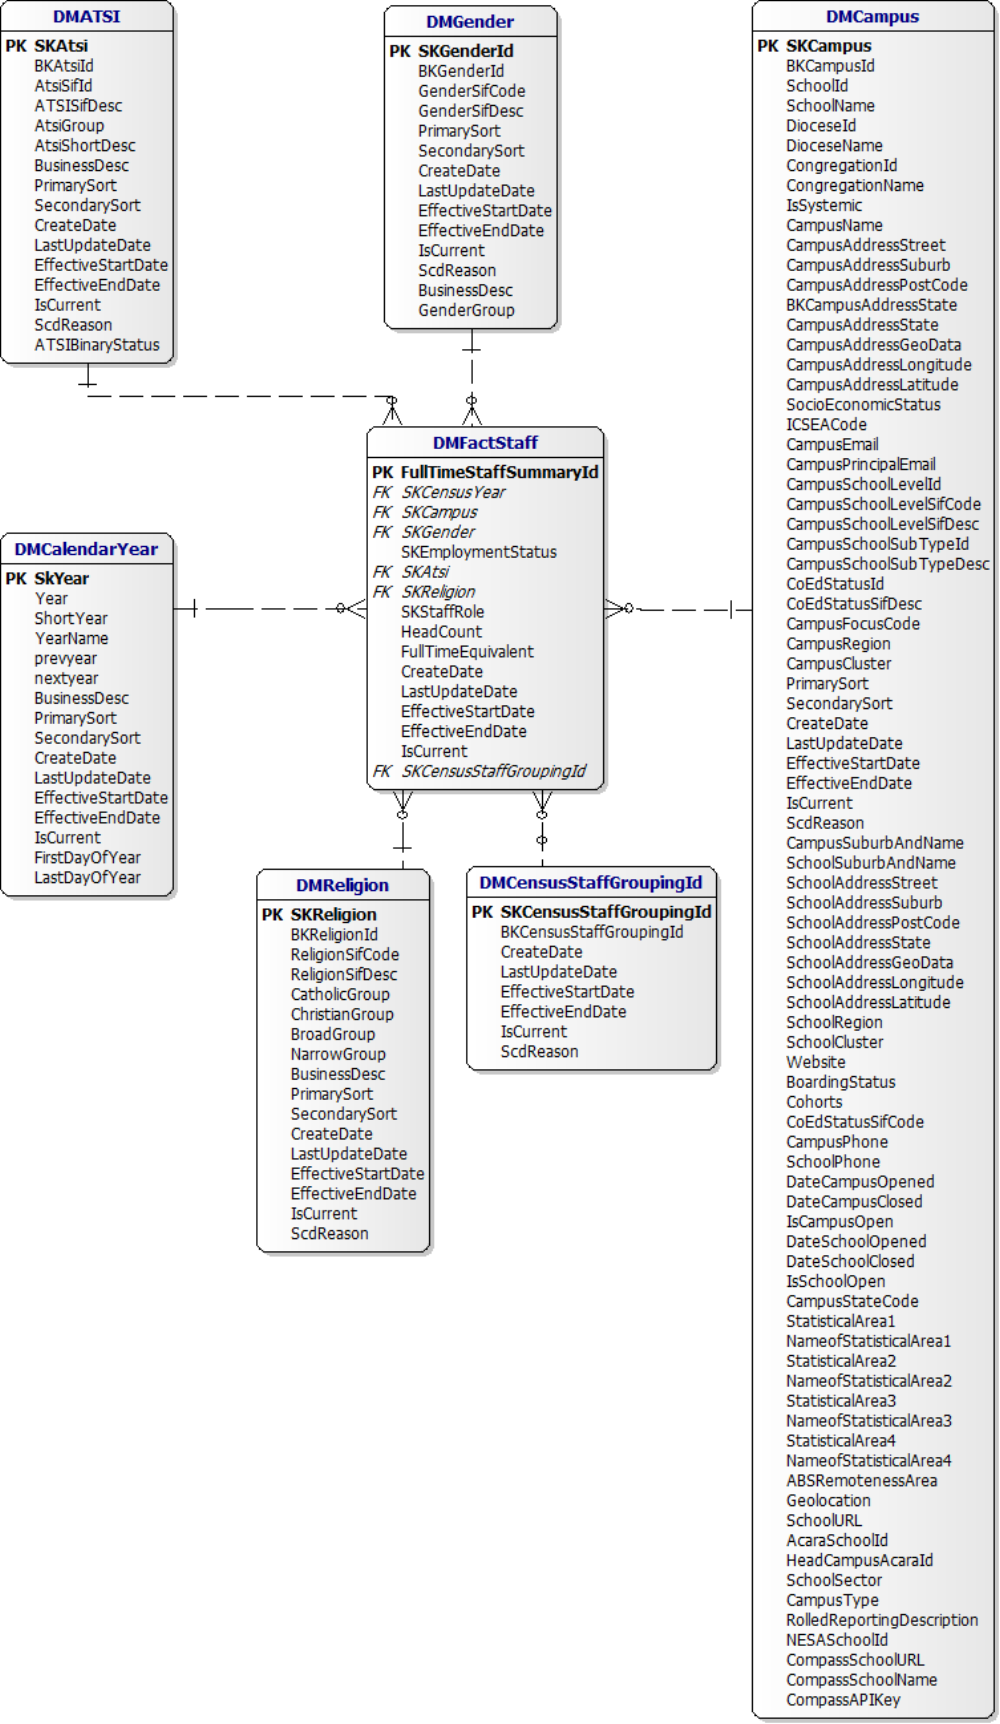 DMATSI
PK SKAtsi
BKAtsiId
AtsiSifId
ATSISifDesc
AtsiGroup
AtsiShortDesc
BusinessDesc
PrimarySort
SecondarySort
CreateDate
LastUpdateDate
EffectiveStartDate
EffectiveEndDate
IsCurrent
ScdReason
ATSIBinaryStatus
DMGender
PK SKGenderId
BKGenderId
GenderSifCode
GenderSifDesc
PrimarySort
SecondarySort
CreateDate
LastUpdateDate
EffectiveStartDate
EffectiveEndDate
IsCurrent
ScdReason
BusinessDesc
GenderGroup
DMCampus
PK SKCampus
BKCampusId
SchoolId
SchoolName
DioceseId
DioceseName
CongregationId
CongregationName
IsSystemic
CampusName
CampusAddressStreet
CampusAddressSuburb
CampusAddressPostCode
BKCampusAddressState
CampusAddressState
CampusAddressGeoData
CampusAddressLongitude
CampusAddressLatitude
SocioEconomicStatus
ICSEACode
CampusEmail
CampusPrincipalEmail
CampusSchoolLevelId
CampusSchoolLevelSifCode
CampusSchoolLevelSifDesc
CampusSchoolSubTypeId
CampusSchoolSubTypeDesc
CoEdStatusId
CoEdStatusSifDesc
CampusFocusCode
CampusRegion
CampusCluster
PrimarySort
SecondarySort
CreateDate
LastUpdateDate
EffectiveStartDate
EffectiveEndDate
IsCurrent
ScdReason
CampusSuburbAndName
SchoolSuburbAndName
SchoolAddressStreet
SchoolAddressSuburb
SchoolAddressPostCode
SchoolAddressState
SchoolAddressGeoData
SchoolAddressLongitude
SchoolAddressLatitude
SchoolRegion
SchoolCluster
Website
BoardingStatus
Cohorts
CoEdStatusSifCode
CampusPhone
SchoolPhone
DateCampusOpened
DateCampusClosed
IsCampusOpen
DateSchoolOpened
DateSchoolClosed
IsSchoolOpen
CampusStateCode
StatisticalArea1
NameofStatisticalArea1
StatisticalArea2
NameofStatisticalArea2
StatisticalArea3
NameofStatisticalArea3
StatisticalArea4
NameofStatisticalArea4
ABSRemotenessArea
Geolocation
SchoolURL
AcaraSchoolId
HeadCampusAcaraId
SchoolSector
CampusType
RolledReportingDescription
NESASchoolId
CompassSchoolURL
CompassSchoolName
CompassAPIKey
DMFactStaff
PK FullTimeStaffSummaryId
FK SKCensusYear
FK SKCampus
FK SKGender
SKEmploymentStatus
FK SKAtsi
FK SKReligion
SKStaffRole
HeadCount
FullTimeEquivalent
CreateDate
LastUpdateDate
EffectiveStartDate
EffectiveEndDate
IsCurrent
FK SKCensusStaffGroupingId
DMCalendarYear
PK SkYear
Year
ShortYear
YearName
prevyear
nextyear
BusinessDesc
PrimarySort
SecondarySort
CreateDate
LastUpdateDate
EffectiveStartDate
EffectiveEndDate
IsCurrent
FirstDayOfYear
LastDayOfYear
DMReligion
PK SKReligion
BKReligionId
ReligionSifCode
ReligionSifDesc
CatholicGroup
ChristianGroup
BroadGroup
NarrowGroup
BusinessDesc
PrimarySort
SecondarySort
CreateDate
LastUpdateDate
EffectiveStartDate
EffectiveEndDate
IsCurrent
ScdReason
DMCensusStaffGroupingId
PK SKCensusStaffGroupingId
BKCensusStaffGroupingId
CreateDate
LastUpdateDate
EffectiveStartDate
EffectiveEndDate
IsCurrent
ScdReason